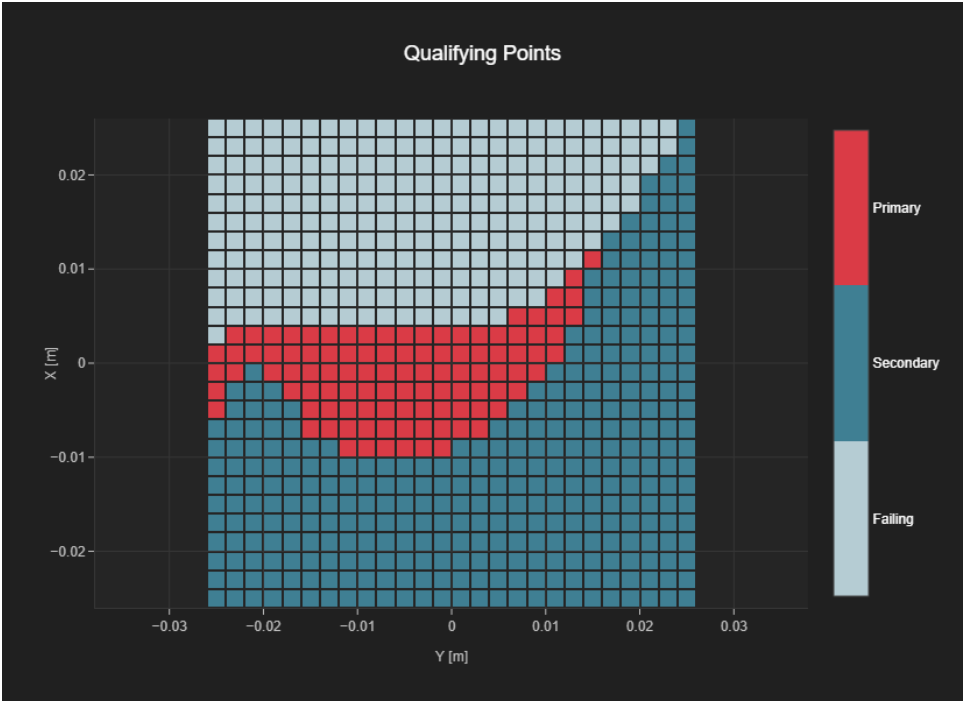 Qualifying Points
0.02
0.01
0
−0.01
−0.02
X [m]
−0.03
−0.02
−0.01
0
0.01
0.02
0.03
Y [m]
Primary
Secondary
Failing